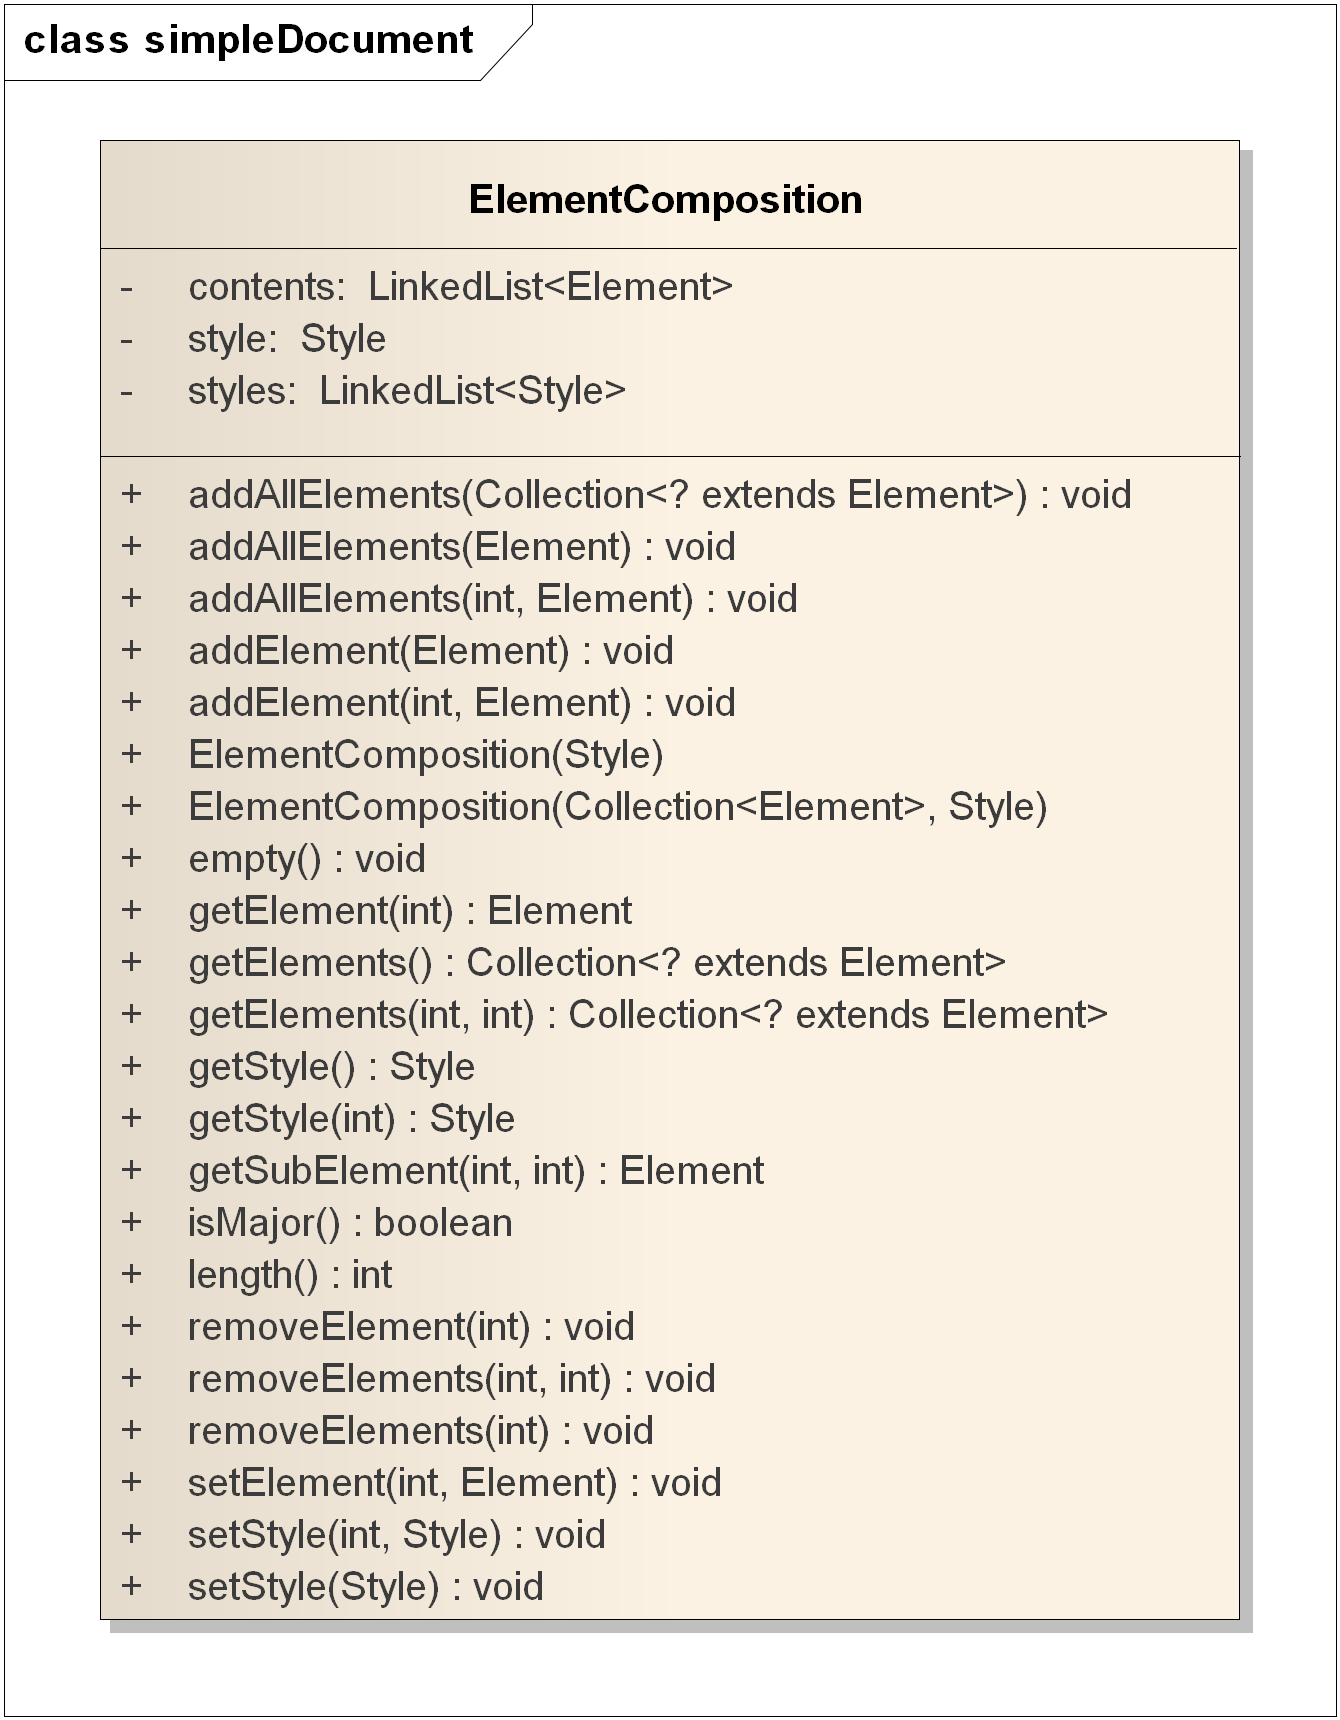 class simpleDocument
ElementComposition
- contents: LinkedList<Element>
- style: Style
- styles: LinkedList<Style>
+ addAllElements(Collection<? extends Element>) : void
+ addAllElements(Element) : void
+ addAllElements(int, Element) : void
+ addElement(Element) : void
+ addElement(int, Element) : void
+ ElementComposition(Style)
+ ElementComposition(Collection<Element>, Style)
+ empty() : void
+ getElement(int) : Element
+ getElements() : Collection<? extends Element>
+ getElements(int, int) : Collection<? extends Element>
+ getStyle() : Style
+ getStyle(int) : Style
+ getSubElement(int, int) : Element
+ isMajor() : boolean
+ length() : int
+ removeElement(int) : void
+ removeElements(int, int) : void
+ removeElements(int) : void
+ setElement(int, Element) : void
+ setStyle(int, Style) : void
+ setStyle(Style) : void